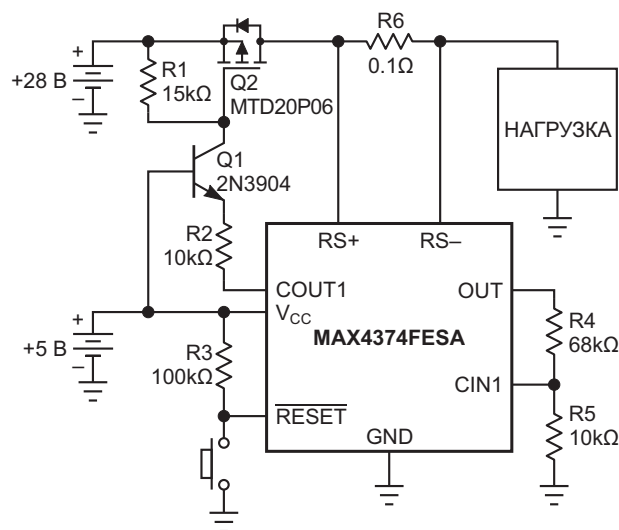 R6
0.1Ω
+
+28 В
–
R1
15kΩ
Q2
MTD20P06
НАГРУЗКА
Q1
2N3904
R2
10kΩ
RS+
RS–
COUT1
OUT
VCC
MAX4374FESA
R4
68kΩ
+
+5 В
–
R3
100kΩ
CIN1
RESET
R5
10kΩ
GND